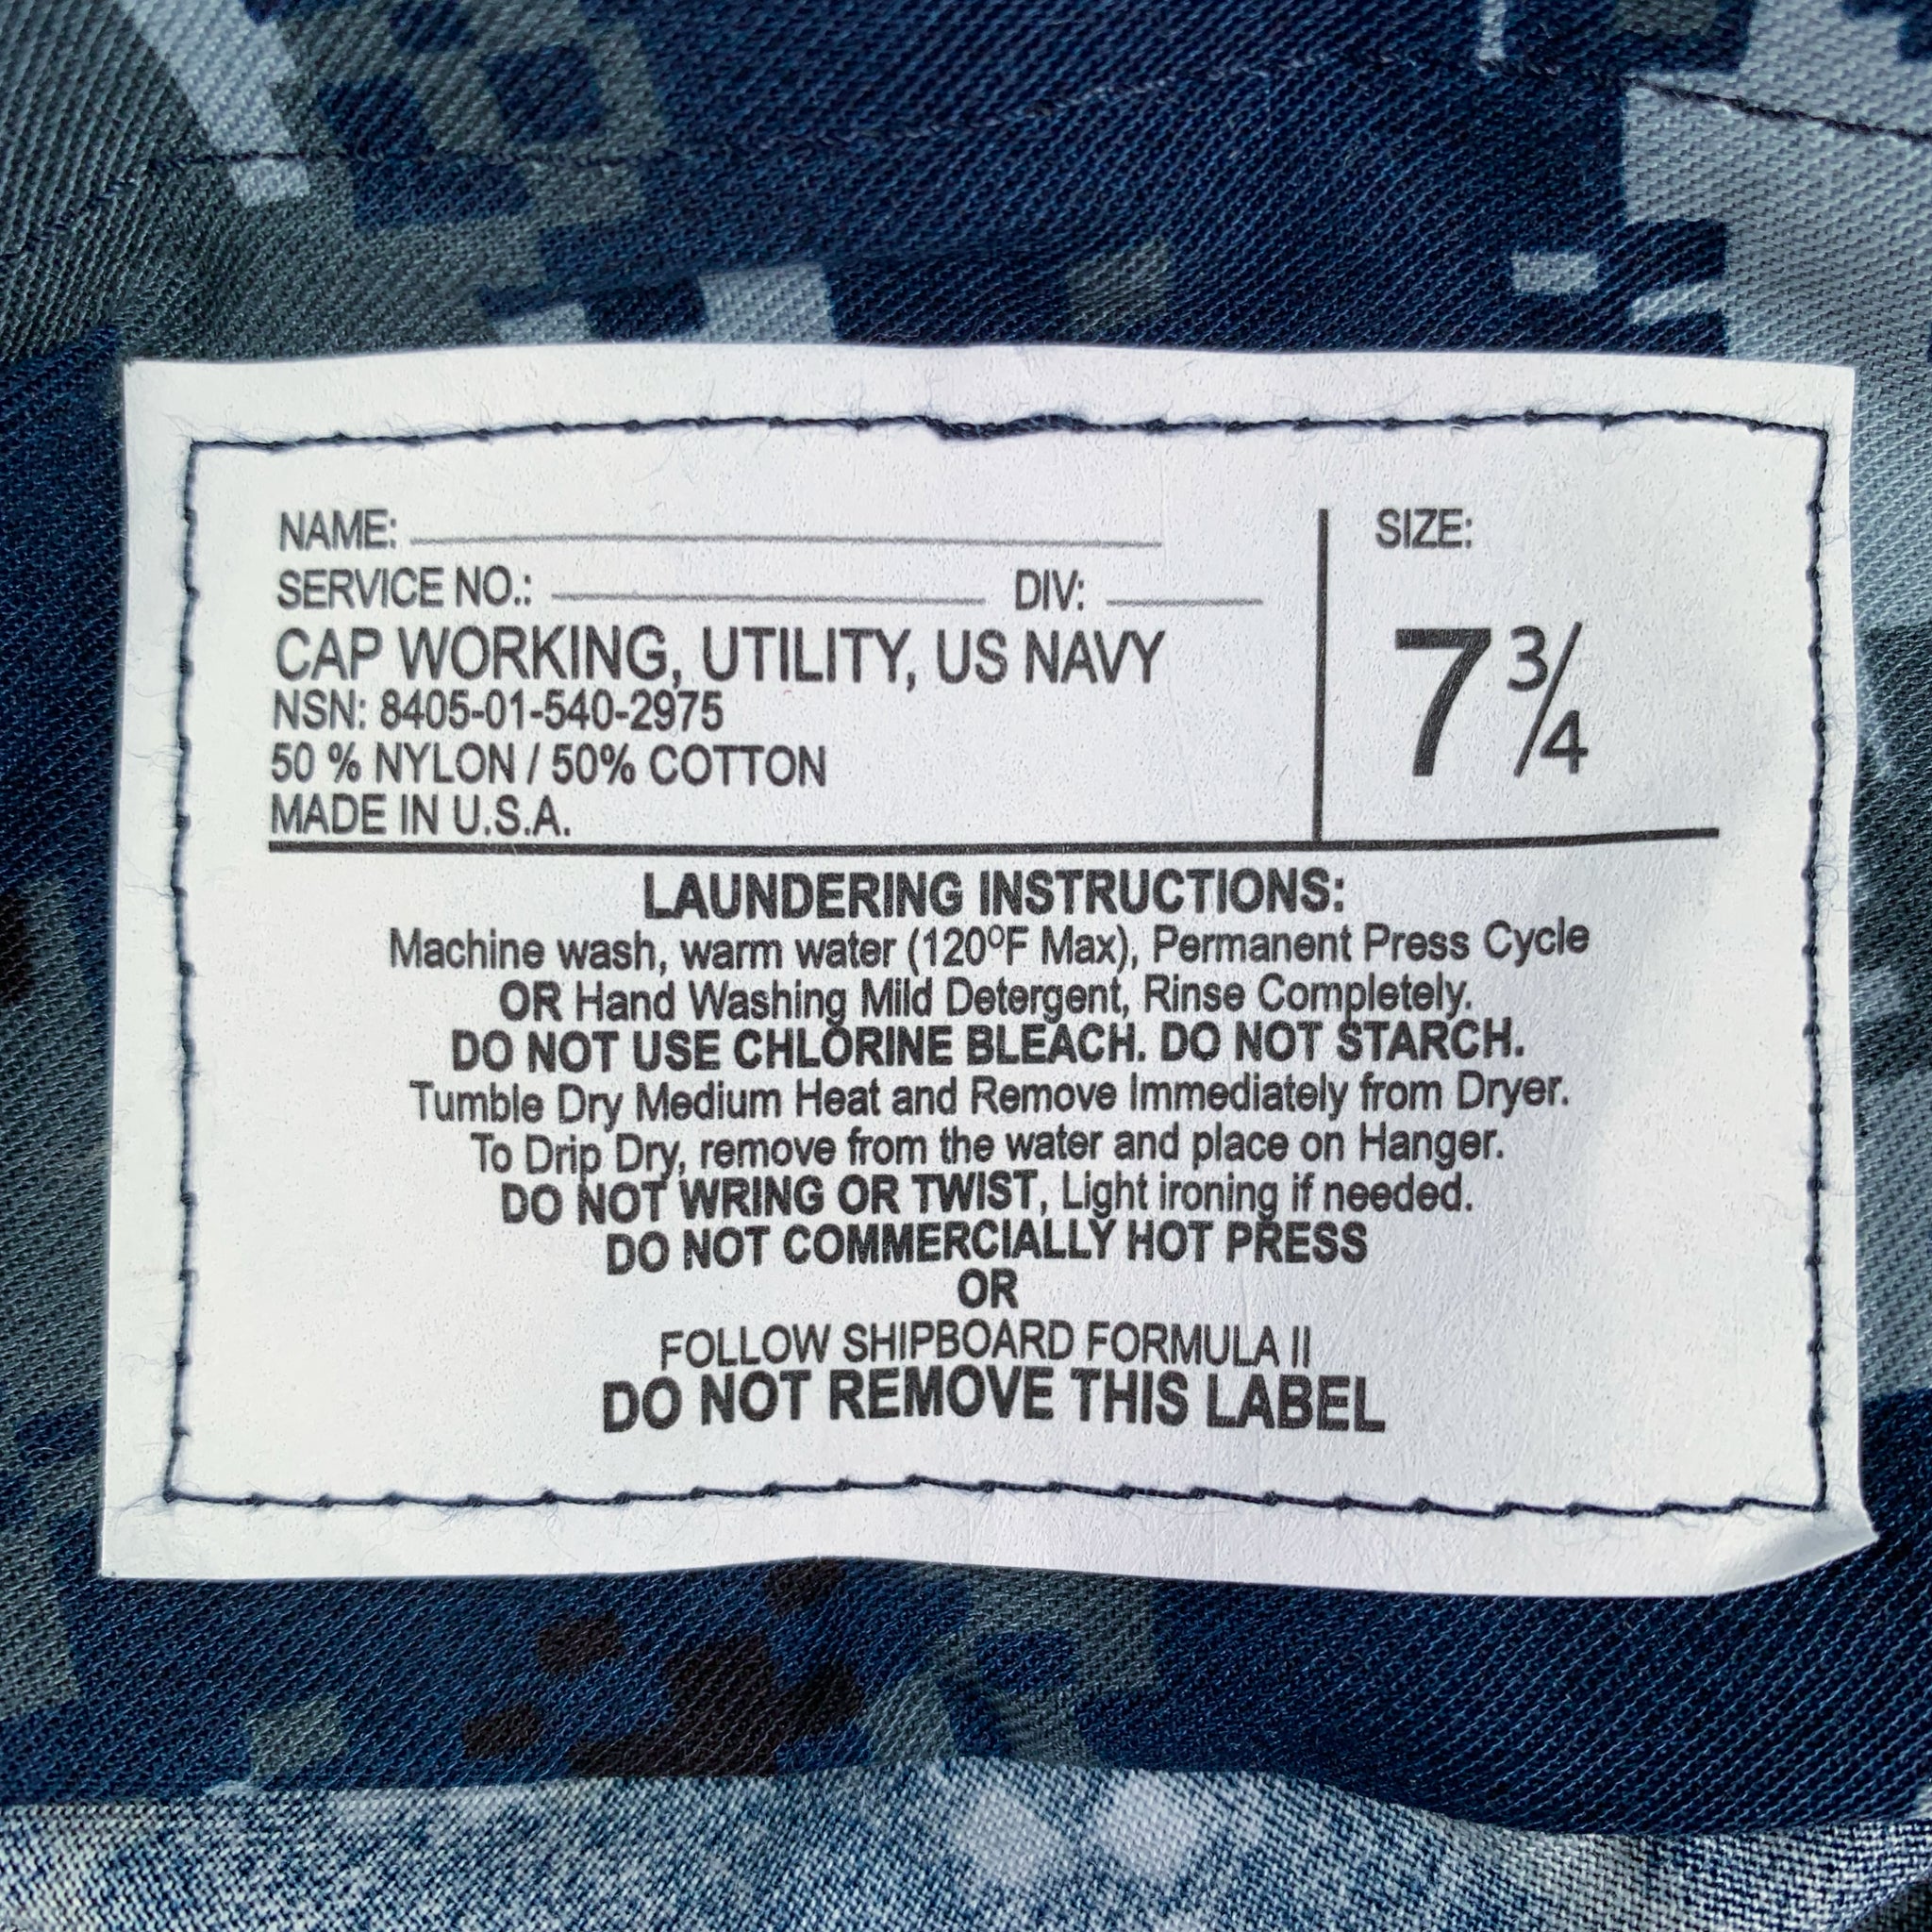 NAME:
SERVICE NO.: DIV:
CAP WORKING, UTILITY, US NAVY
NSN: 8405-01-540-2975
50 % NYLON / 50% COTTON
MADE IN U.S.A.
SIZE:
7 3/4
LAUNDERING INSTRUCTIONS:
Machine wash, warm water (120ºF Max), Permanent Press Cycle
OR Hand Washing Mild Detergent, Rinse Completely.
DO NOT USE CHLORINE BLEACH. DO NOT STARCH.
Tumble Dry Medium Heat and Remove Immediately from Dryer.
To Drip Dry, remove from the water and place on Hanger.
DO NOT WRING OR TWIST, Light ironing if needed.
DO NOT COMMERCIALLY HOT PRESS
OR
FOLLOW SHIPBOARD FORMULA II
DO NOT REMOVE THIS LABEL